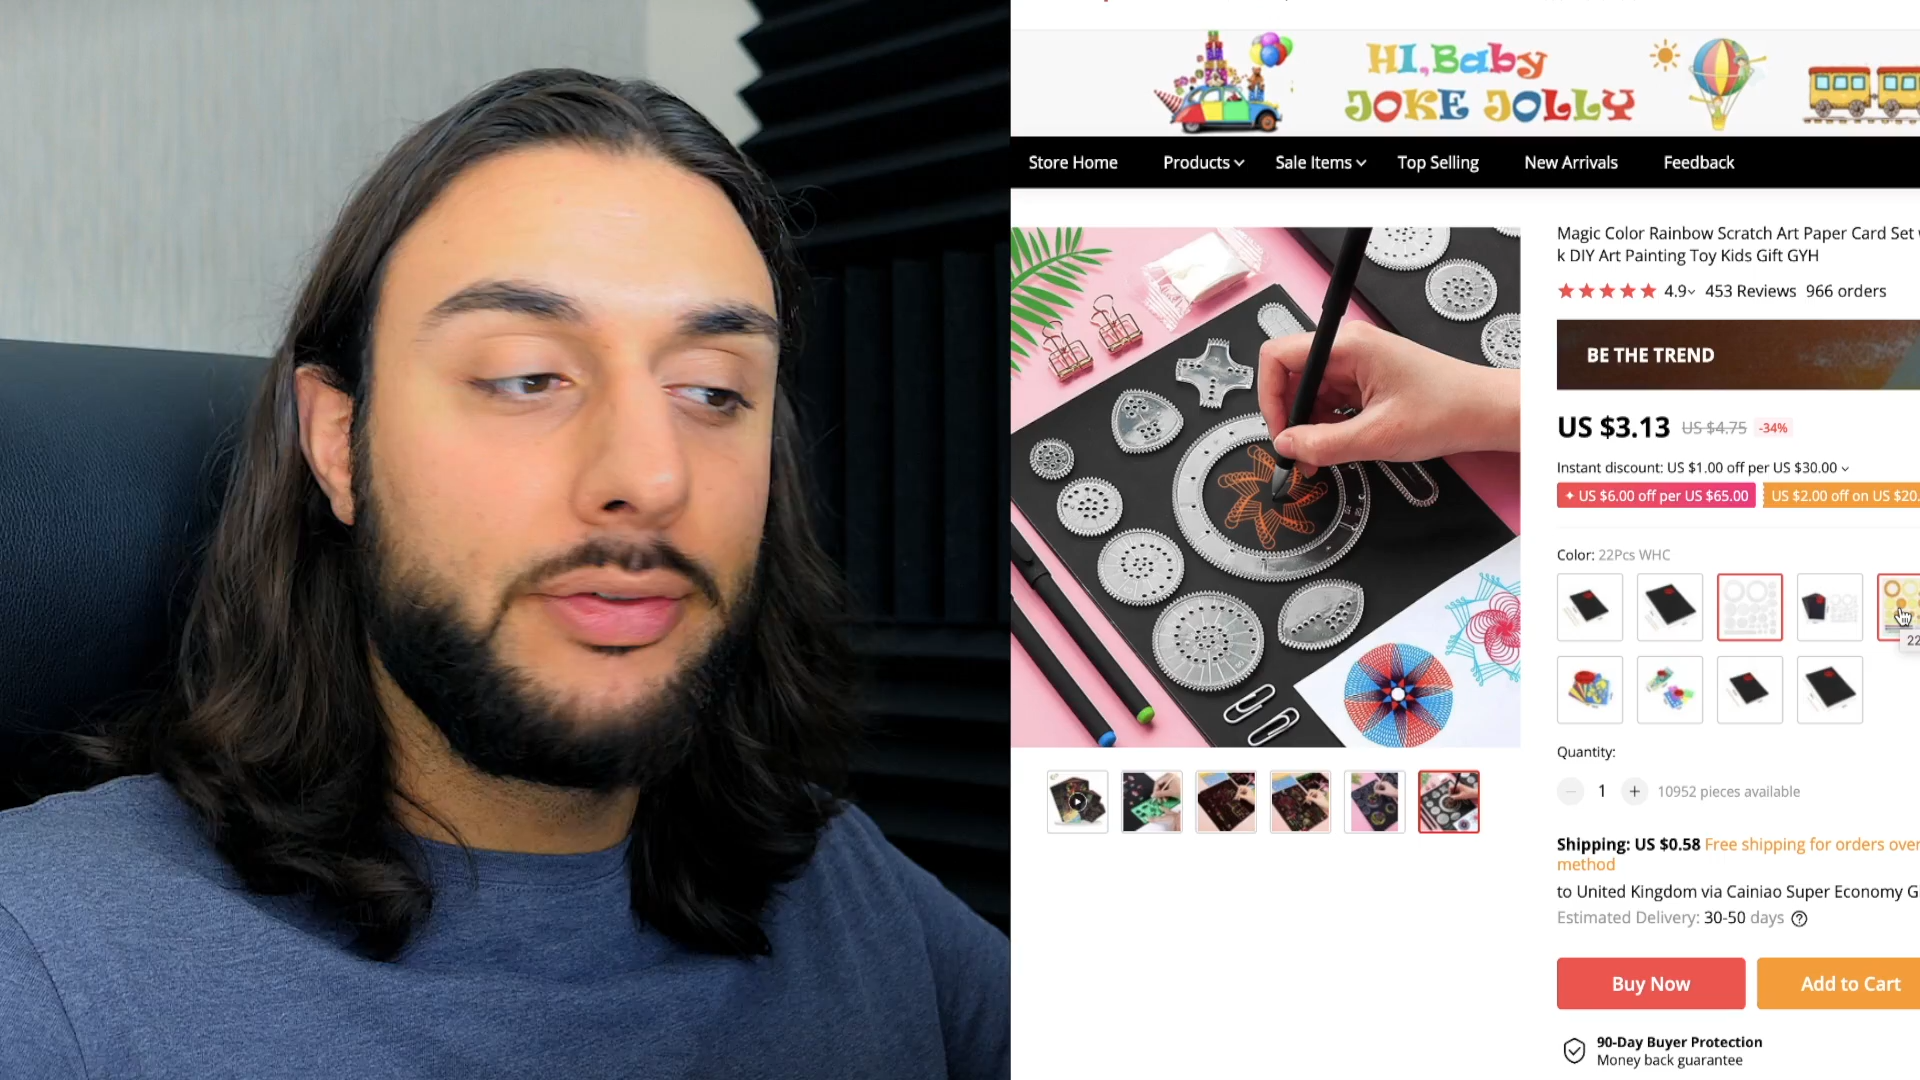 HI,Baby
JOKE JOLLY
Store Home Products Sale Items Top Selling New Arrivals Feedback
Magic Color Rainbow Scratch Art Paper Card Set
k DIY Art Painting Toy Kids Gift GYH
4.9 453 Reviews 966 orders
BE THE TREND
US $3.13 US $4.75 -34%
Instant discount: US $1.00 off per US $30.00
US $6.00 off per US $65.00 US $2.00 off on US $20.
Color: 22Pcs WHC
22
Quantity:
1 10952 pieces available
Shipping: US $0.58 Free shipping for orders over
method
to United Kingdom via Cainiao Super Economy G
Estimated Delivery: 30-50 days
Buy Now Add to Cart
90-Day Buyer Protection
Money back guarantee